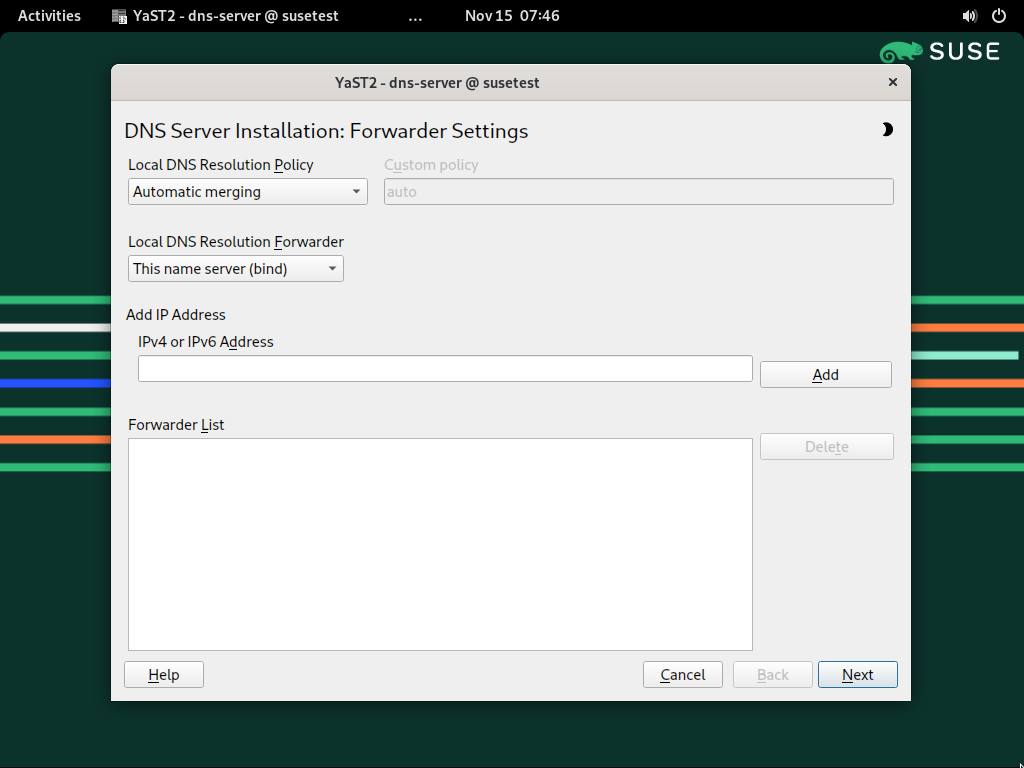 Activities YaST2 - dns-server @ susetest ... Nov 15 07:46
SUSE
YaST2 - dns-server @ susetest
DNS Server Installation: Forwarder Settings
Local DNS Resolution Policy Custom policy
Automatic merging auto
Local DNS Resolution Forwarder
This name server (bind)
Add IP Address
IPv4 or IPv6 Address
Add
Forwarder List
Delete
Help Cancel Back Next